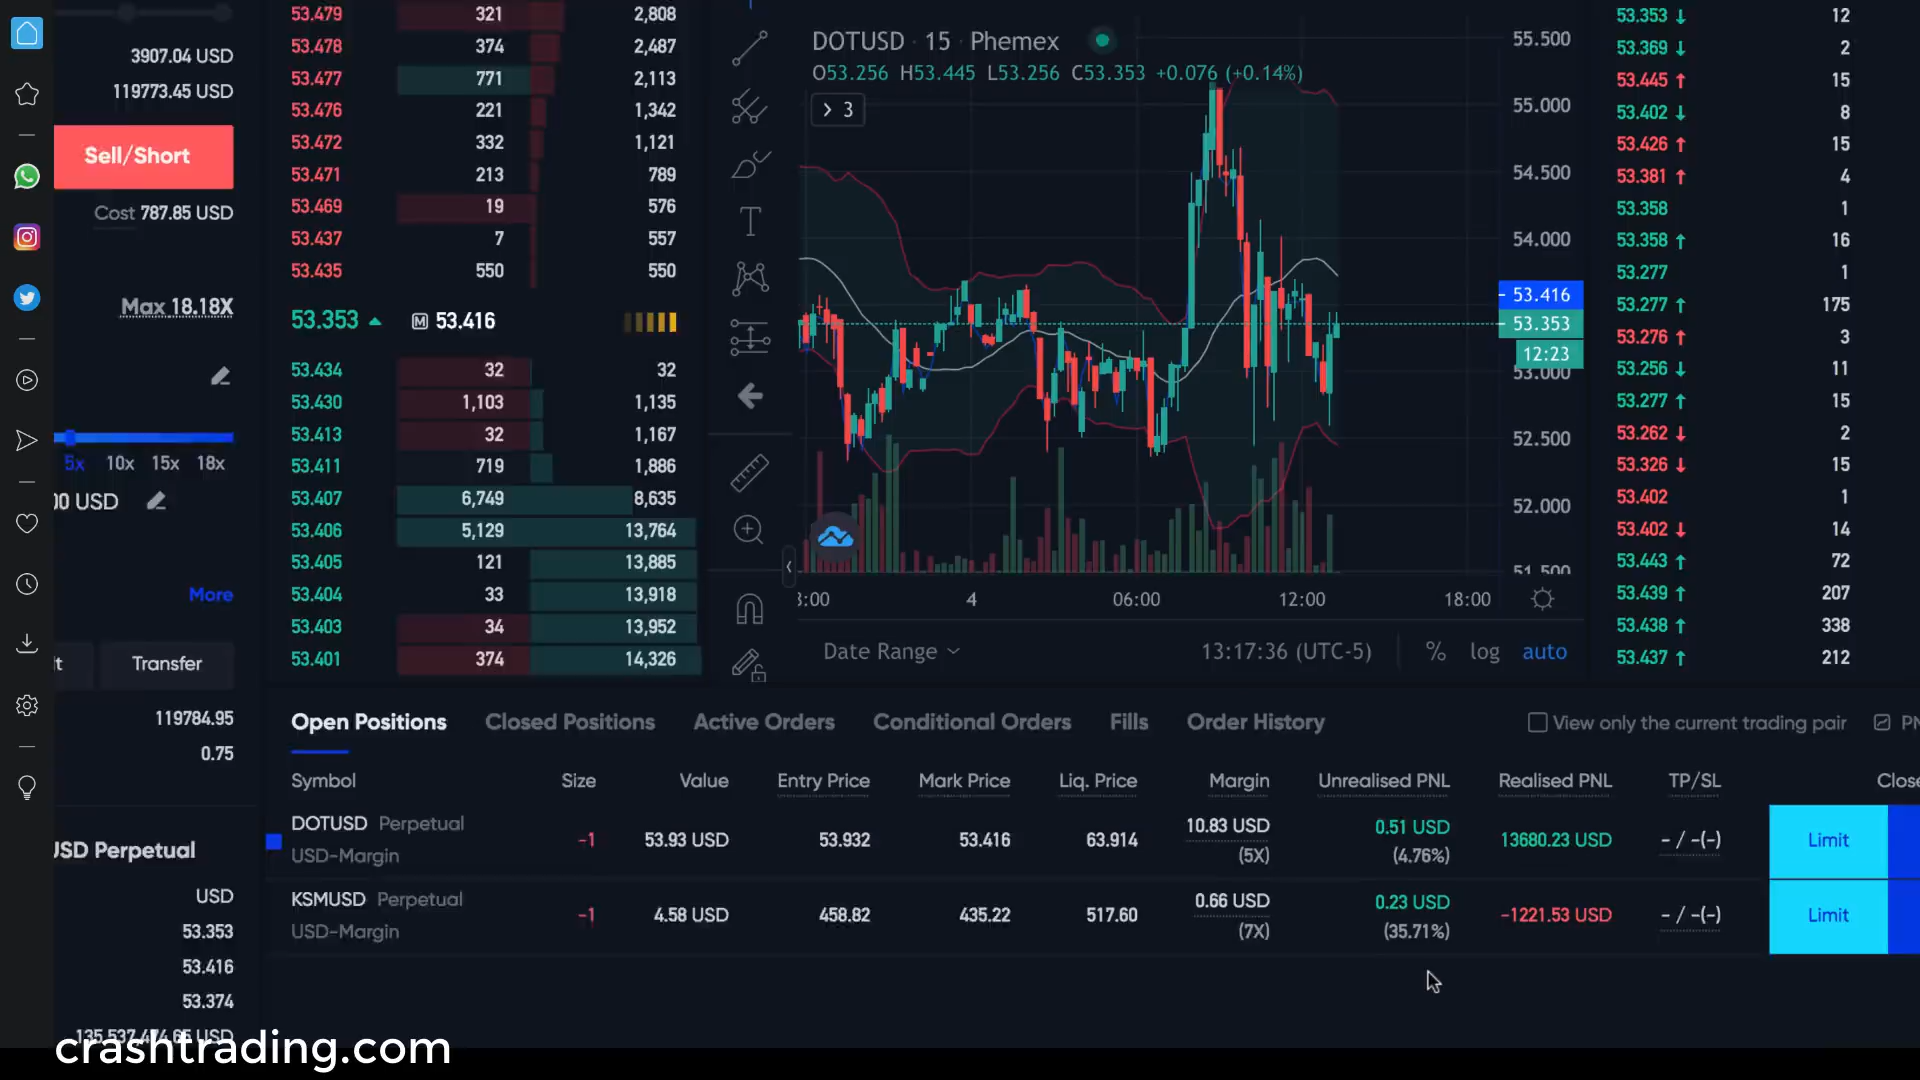 3907.04 USD
119773.45 USD
Sell/Short
Cost 787.85 USD
Max 18.18X
5x 10x 15x 18x
00 USD
More
Transfer
119784.95
0.75
USD Perpetual
USD
53.353
53.416
53.374
135,537,474.65 USD
53.479 321 2,808
53.478 374 2,487
53.477 771 2,113
53.476 221 1,342
53.472 332 1,121
53.471 213 789
53.469 19 576
53.437 7 557
53.435 550 550
53.353 M 53.416
53.434 32 32
53.430 1,103 1,135
53.413 32 1,167
53.411 719 1,886
53.407 6,749 8,635
53.406 5,129 13,764
53.405 121 13,885
53.404 33 13,918
53.403 34 13,952
53.401 374 14,326
DOTUSD · 15 · Phemex
O53.256 H53.445 L53.256 C53.353 +0.076 (+0.14%)
> 3
55.500
55.000
54.500
54.000
53.416
53.353
12:23
53.000
52.500
52.000
51.500
3:00 4 06:00 12:00 18:00
Date Range 13:17:36 (UTC-5) % log auto
53.353 ↓ 12
53.369 ↓ 2
53.445 ↑ 15
53.402 ↓ 8
53.426 ↑ 15
53.381 ↑ 4
53.358 1
53.358 ↑ 16
53.277 1
53.277 ↑ 175
53.276 ↑ 3
53.256 ↓ 11
53.277 ↑ 15
53.262 ↓ 2
53.326 ↓ 15
53.402 1
53.402 ↓ 14
53.443 ↑ 72
53.439 ↑ 207
53.438 ↑ 338
53.437 ↑ 212
Open Positions Closed Positions Active Orders Conditional Orders Fills Order History View only the current trading pair PN
Symbol Size Value Entry Price Mark Price Liq. Price Margin Unrealised PNL Realised PNL TP/SL Close
DOTUSD Perpetual
USD-Margin
-1 53.93 USD 53.932 53.416 63.914 10.83 USD (5X) 0.51 USD (4.76%) 13680.23 USD - / -(-) Limit
KSMUSD Perpetual
USD-Margin
-1 4.58 USD 458.82 435.22 517.60 0.66 USD (7X) 0.23 USD (35.71%) -1221.53 USD - / -(-) Limit
crashtrading.com